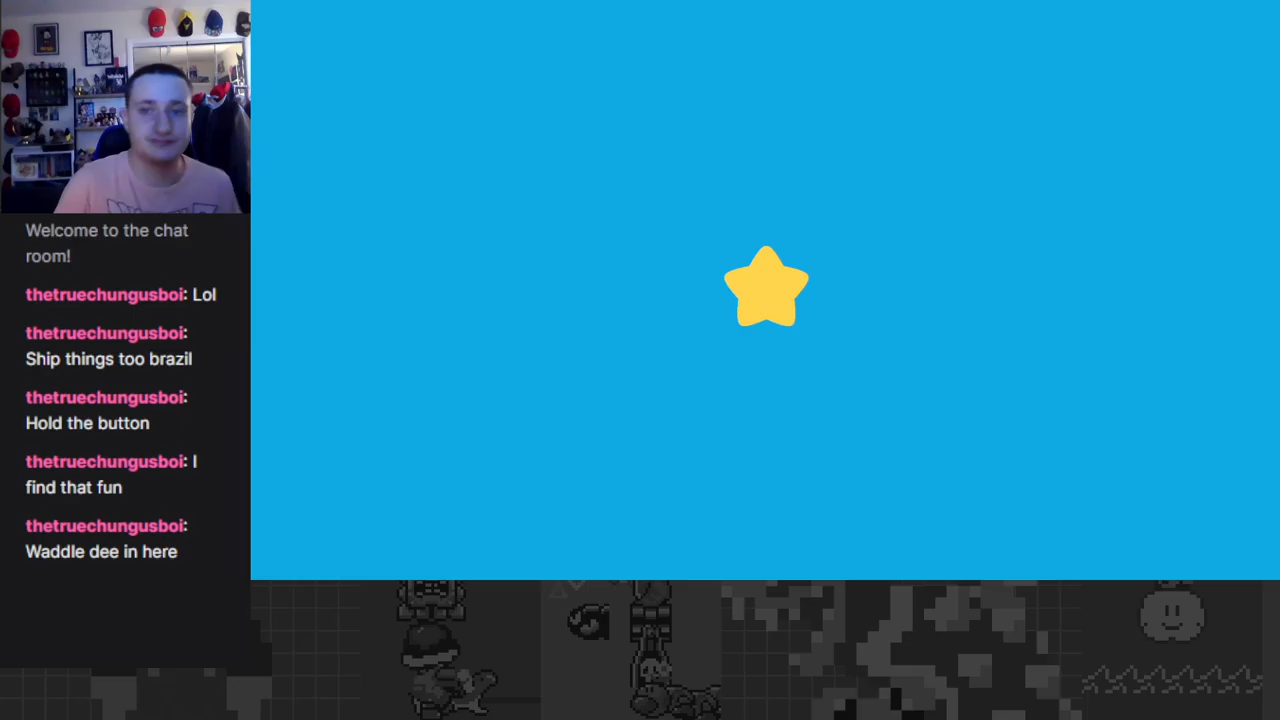 Welcome to the chat
room!
thetruechungusboi: Lol
thetruechungusboi:
Ship things too brazil
thetruechungusboi:
Hold the button
thetruechungusboi: I
find that fun
thetruechungusboi:
Waddle dee in here